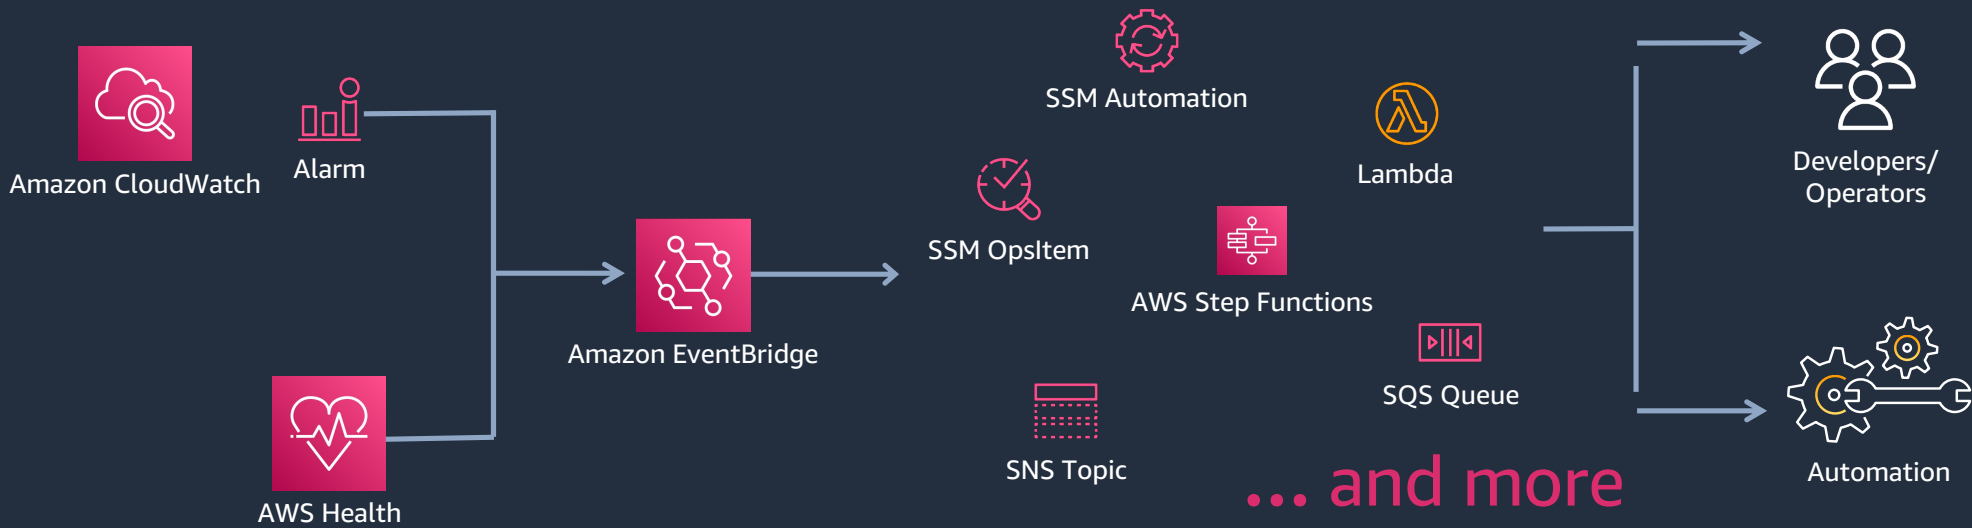 Amazon CloudWatch
Alarm
AWS Health
Amazon EventBridge
SSM Automation
Lambda
SSM OpsItem
AWS Step Functions
SQS Queue
SNS Topic
... and more
Developers/
Operators
Automation